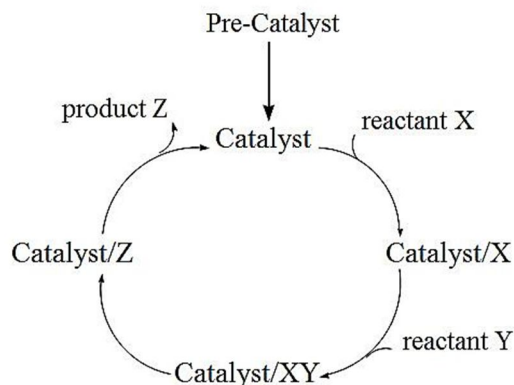 Pre-Catalyst
product Z
Catalyst
reactant X
Catalyst/Z
Catalyst/X
reactant Y
Catalyst/XY